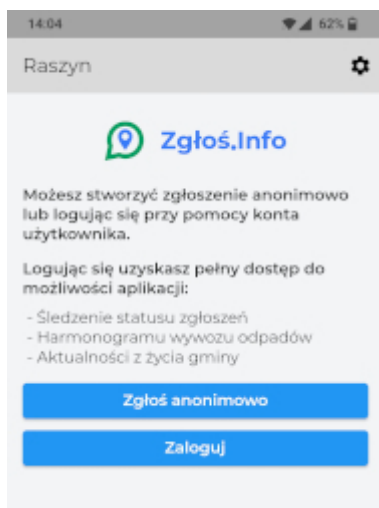 14:04 62%
Raszyn
Zgłoś.Info
Możesz stworzyć zgłoszenie anonimowo
lub logując się przy pomocy konta
użytkownika.
Logując się uzyskasz pełny dostęp do
możliwości aplikacji:
- Śledzenie statusu zgłoszeń
- Harmonogramu wywozu odpadów
- Aktualności z życia gminy
Zgłoś anonimowo
Zaloguj